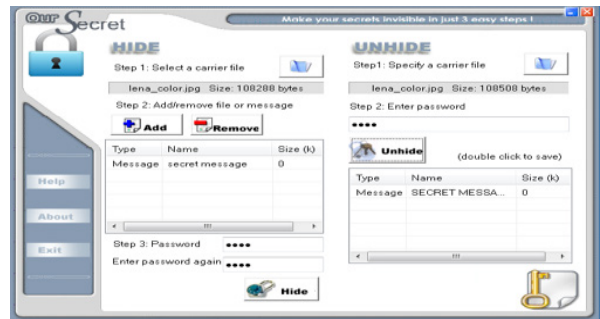 Our Secret
Make your secrets invisible in just 3 easy steps !
HIDE
Step 1: Select a carrier file
lena_color.jpg Size: 108288 bytes
Step 2: Add/remove file or message
Add Remove
Type Name Size (k)
Message secret message 0
Step 3: Password ••••
Enter password again ••••
Hide
UNHIDE
Step1: Specify a carrier file
lena_color.jpg Size: 108508 bytes
Step 2: Enter password
••••
Unhide (double click to save)
Type Name Size (k)
Message SECRET MESSA... 0
Help
About
Exit